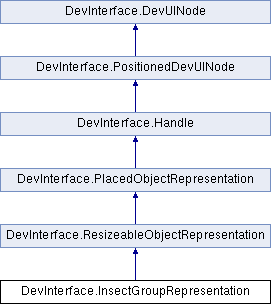 DevInterface.DevUINode
DevInterface.PositionedDevUINode
DevInterface.Handle
DevInterface.PlacedObjectRepresentation
DevInterface.ResizeableObjectRepresentation
DevInterface.InsectGroupRepresentation